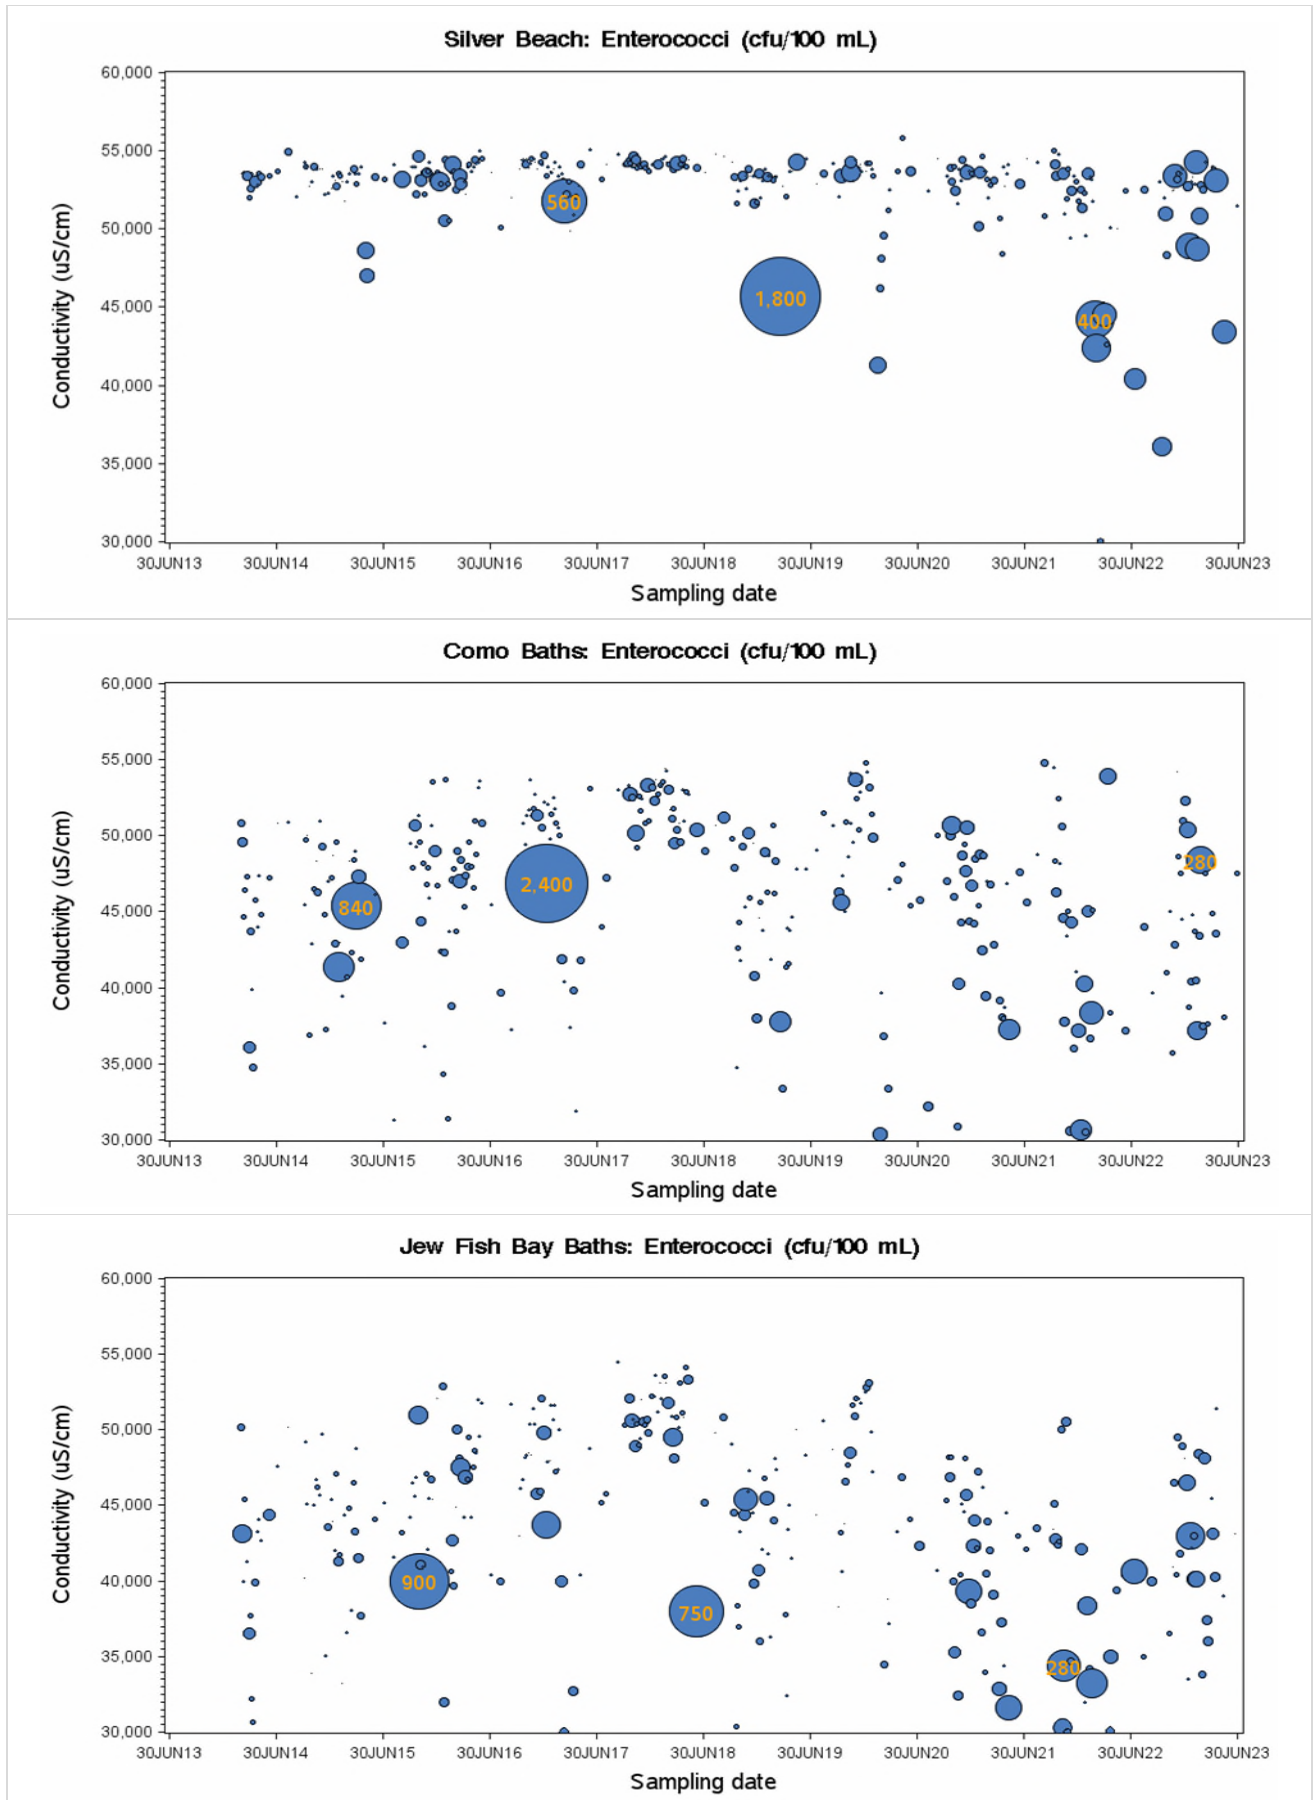 Silver Beach: Enterococci (cfu/100 mL)
60,000
55,000
50,000
45,000
40,000
35,000
30,000
Conductivity (uS/cm)
560
1,800
400
30JUN13 30JUN14 30JUN15 30JUN16 30JUN17 30JUN18 30JUN19 30JUN20 30JUN21 30JUN22 30JUN23
Sampling date
Como Baths: Enterococci (cfu/100 mL)
60,000
55,000
50,000
45,000
40,000
35,000
30,000
Conductivity (uS/cm)
840
2,400
280
30JUN13 30JUN14 30JUN15 30JUN16 30JUN17 30JUN18 30JUN19 30JUN20 30JUN21 30JUN22 30JUN23
Sampling date
Jew Fish Bay Baths: Enterococci (cfu/100 mL)
60,000
55,000
50,000
45,000
40,000
35,000
30,000
Conductivity (uS/cm)
900
750
280
30JUN13 30JUN14 30JUN15 30JUN16 30JUN17 30JUN18 30JUN19 30JUN20 30JUN21 30JUN22 30JUN23
Sampling date